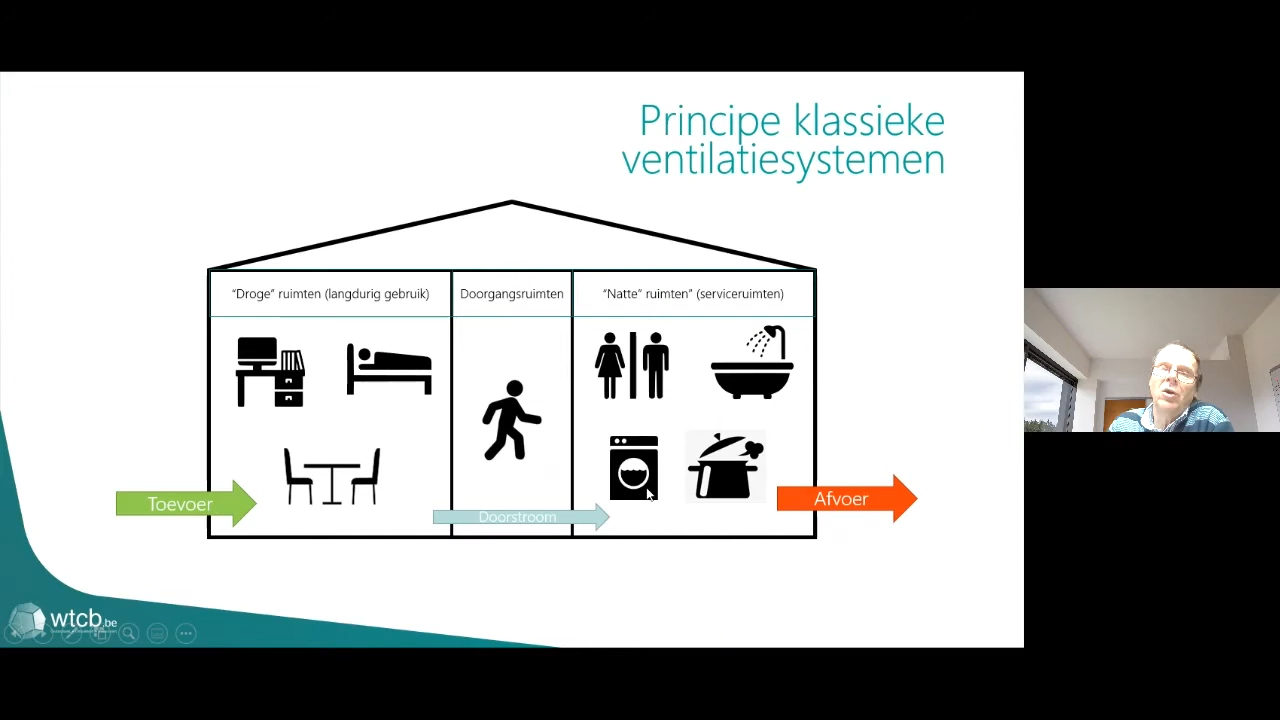 Principe klassieke
ventilatiesystemen
“Droge” ruimten (langdurig gebruik)
Doorgangsruimten
“Natte” ruimten” (serviceruimten)
Toevoer
Doorstroom
Afvoer
wtcb.be